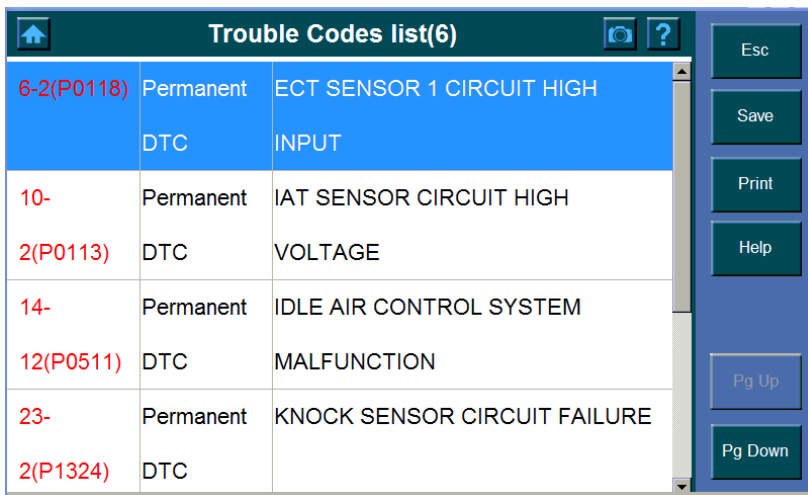 Trouble Codes list(6)
?
Esc
Save
Print
Help
Pg Up
Pg Down
6-2(P0118) Permanent ECT SENSOR 1 CIRCUIT HIGH
DTC INPUT
10- Permanent IAT SENSOR CIRCUIT HIGH
2(P0113) DTC VOLTAGE
14- Permanent IDLE AIR CONTROL SYSTEM
12(P0511) DTC MALFUNCTION
23- Permanent KNOCK SENSOR CIRCUIT FAILURE
2(P1324) DTC